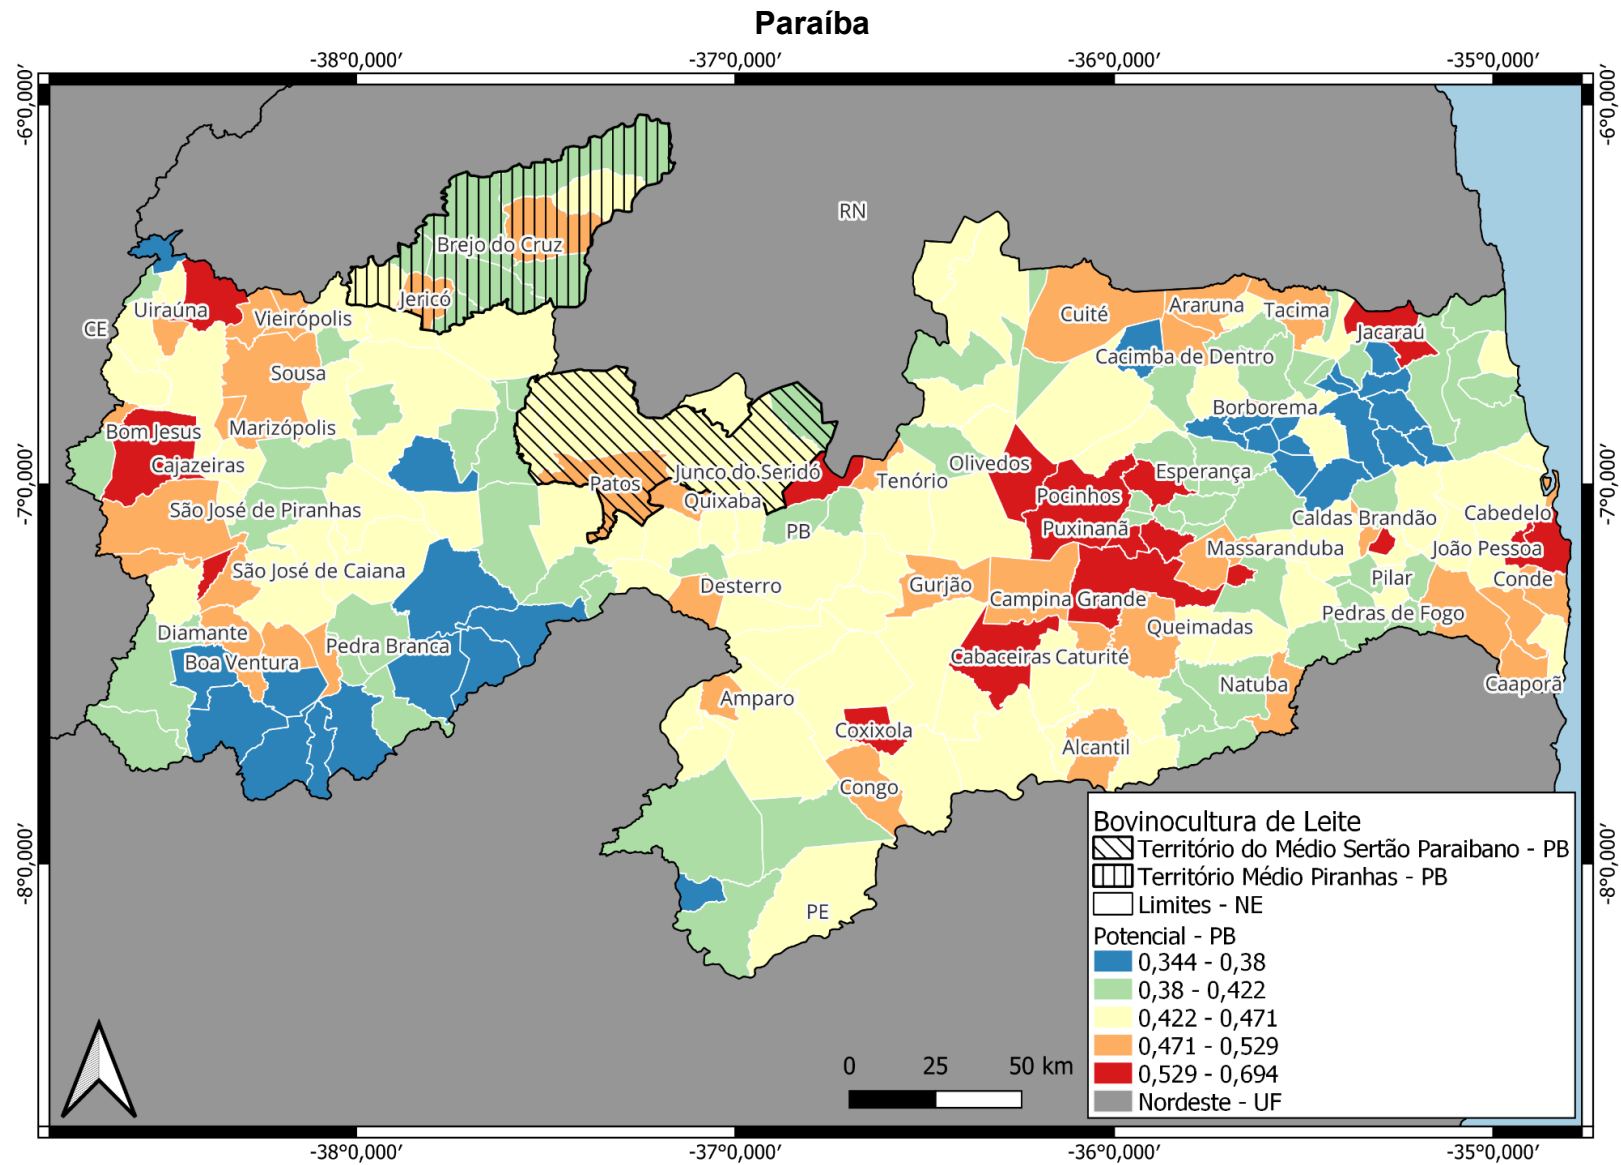 Paraíba
-38°0,000′
-37°0,000′
-36°0,000′
-35°0,000′
-6°0,000′
-6°0,000′
RN
Brejo do Cruz
Jericó
Uiraúna
Vieirópolis
CE
Cuité
Araruna
Tacima
Jacaraú
Cacimba de Dentro
Sousa
Borborema
Bom Jesus
Marizópolis
Cajazeiras
Junco do Seridó
Olivedos
Esperança
Patos
Tenório
Quixaba
Pocinhos
-7°0,000′
-7°0,000′
São José de Piranhas
PB
Puxinanã
Caldas Brandão
Cabedelo
Massaranduba
João Pessoa
São José de Caiana
Desterro
Gurjão
Campina Grande
Pilar
Conde
Pedras de Fogo
Diamante
Pedra Branca
Queimadas
Boa Ventura
Cabaceiras
Caturité
Natuba
Caaporã
Amparo
Coxixola
Alcantil
Congo
PE
-8°0,000′
-8°0,000′
Bovinocultura de Leite
Território do Médio Sertão Paraibano - PB
Território Médio Piranhas - PB
Limites - NE
Potencial - PB
0,344 - 0,38
0,38 - 0,422
0,422 - 0,471
0,471 - 0,529
0,529 - 0,694
Nordeste - UF
0 25 50 km
-38°0,000′
-37°0,000′
-36°0,000′
-35°0,000′